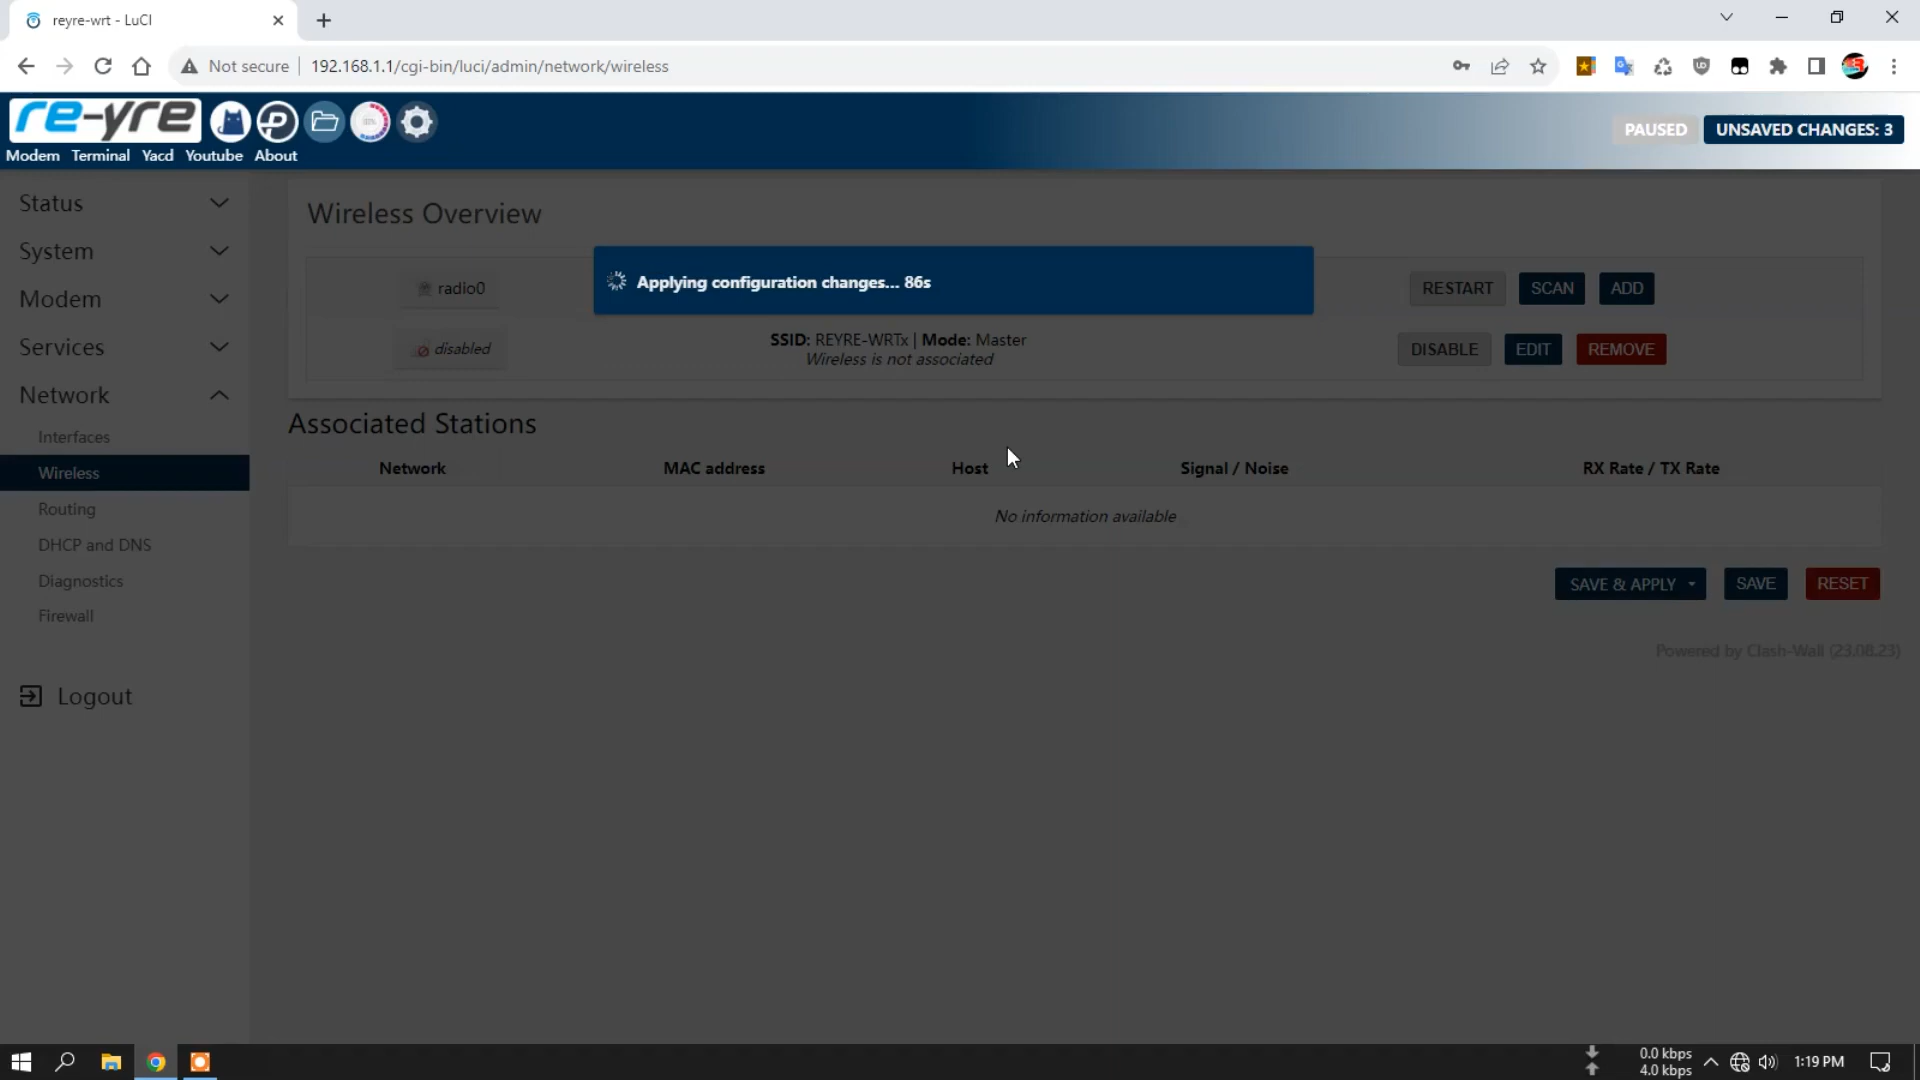 reyre-wrt - LuCI
Not secure 192.168.1.1/cgi-bin/luci/admin/network/wireless
re-yre
PAUSED UNSAVED CHANGES: 3
Modem Terminal Yacd Youtube About
Status
System
Modem
Services
Network
Interfaces
Wireless
Routing
DHCP and DNS
Diagnostics
Firewall
Logout
Wireless Overview
Applying configuration changes... 86s
radio0 RESTART SCAN ADD
disabled SSID: REYRE-WRTx | Mode: Master DISABLE EDIT REMOVE
Wireless is not associated
Associated Stations
Network MAC address Host Signal / Noise RX Rate / TX Rate
No information available
SAVE & APPLY SAVE RESET
Powered by Clash-Wall (23.08.23)
0.0 kbps
4.0 kbps
1:19 PM